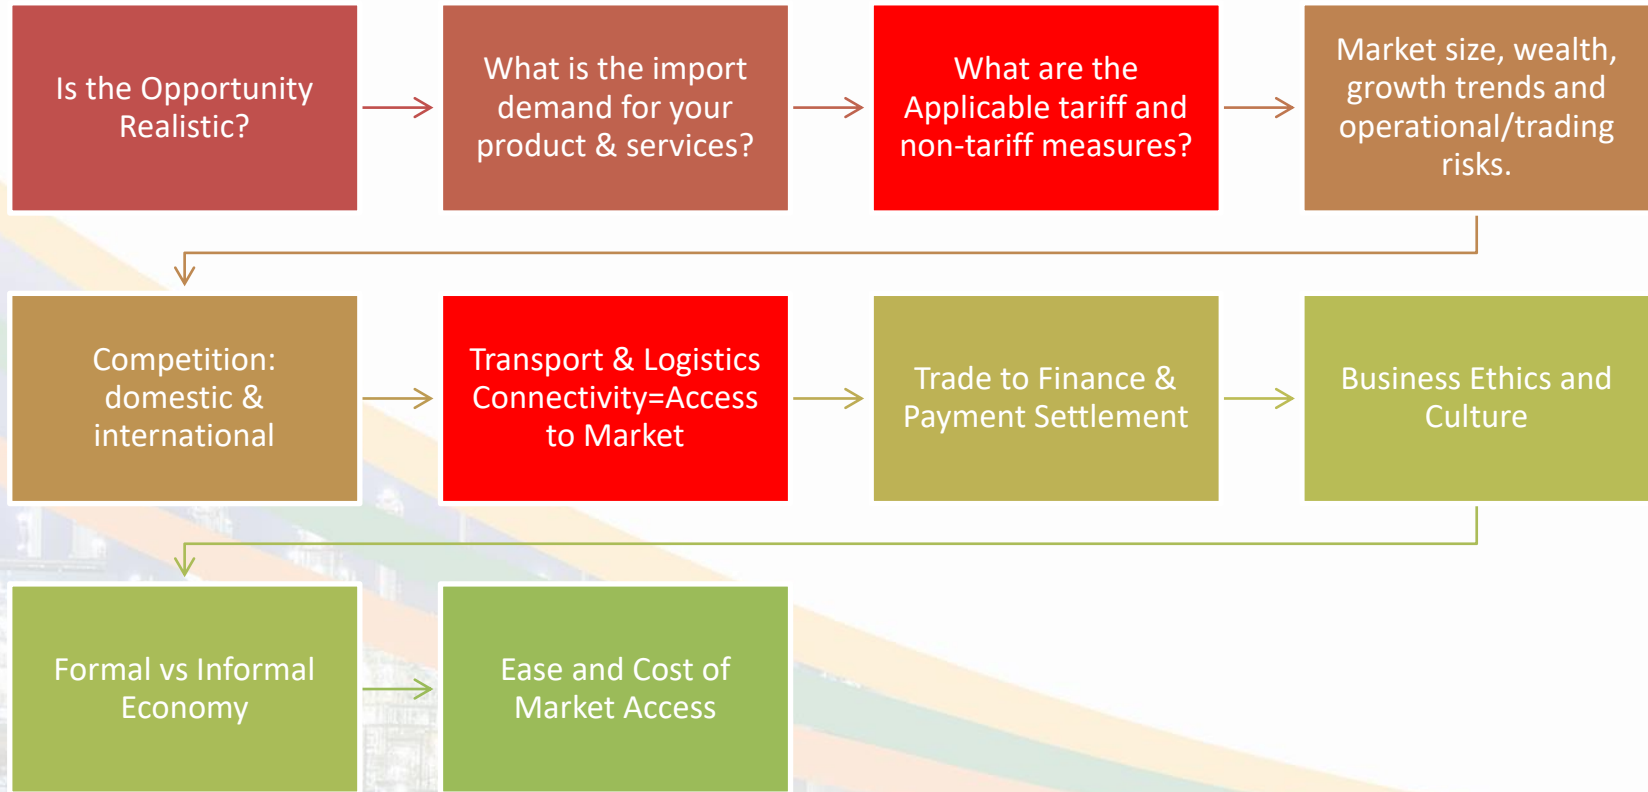 Is the Opportunity
Realistic?
What is the import
demand for your
product & services?
What are the
Applicable tariff and
non-tariff measures?
Market size, wealth,
growth trends and
operational/trading
risks.
Competition:
domestic &
international
Transport & Logistics
Connectivity=Access
to Market
Trade to Finance &
Payment Settlement
Business Ethics and
Culture
Formal vs Informal
Economy
Ease and Cost of
Market Access